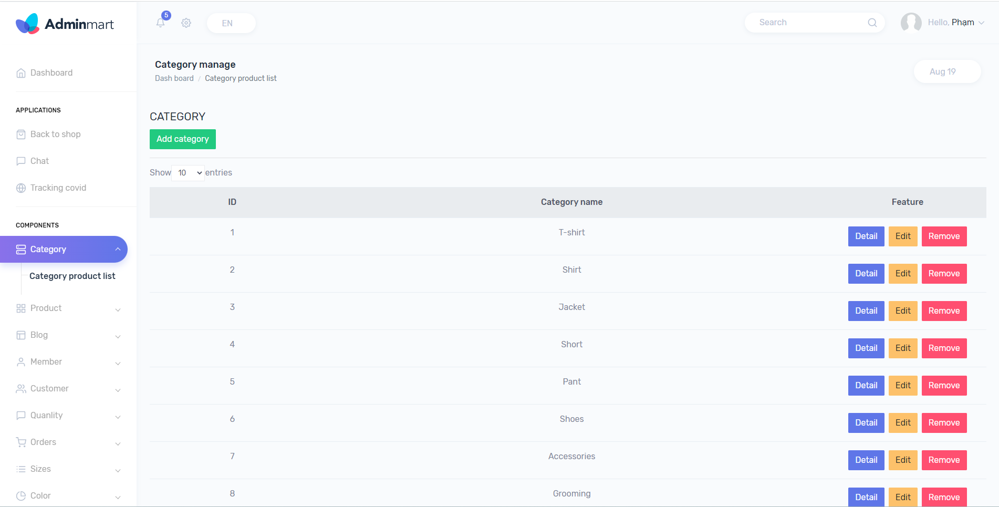 Adminmart
5
EN
Search
Hello, Phạm
Dashboard
APPLICATIONS
Back to shop
Chat
Tracking covid
COMPONENTS
Category
Category product list
Product
Blog
Member
Customer
Quanlity
Orders
Sizes
Color
Category manage
Dash board / Category product list
Aug 19
CATEGORY
Add category
Show 10 entries
ID Category name Feature
1 T-shirt Detail Edit Remove
2 Shirt Detail Edit Remove
3 Jacket Detail Edit Remove
4 Short Detail Edit Remove
5 Pant Detail Edit Remove
6 Shoes Detail Edit Remove
7 Accessories Detail Edit Remove
8 Grooming Detail Edit Remove